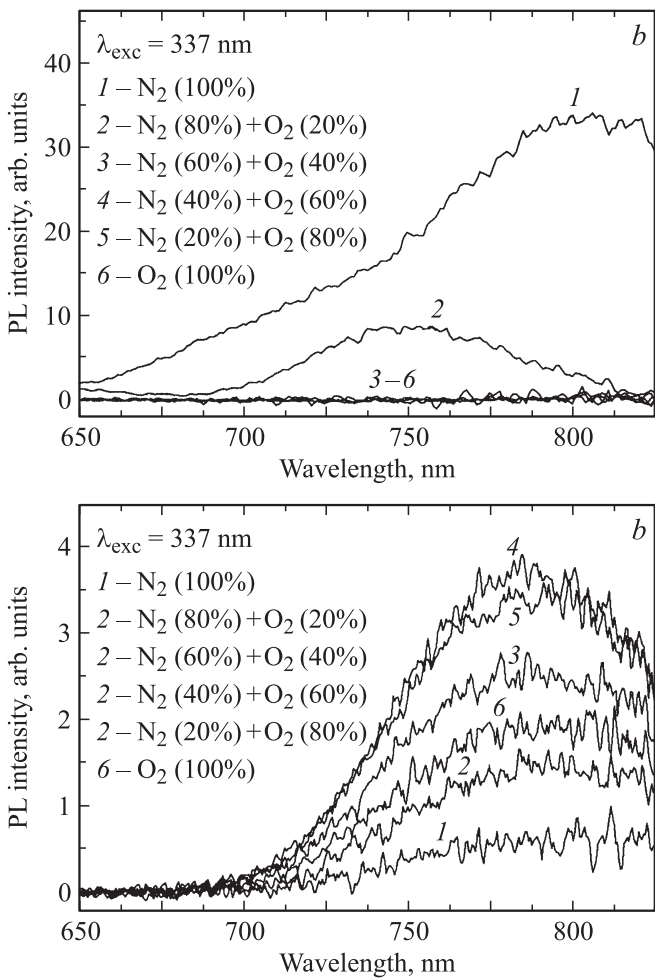 b
λexc = 337 nm
1 – N2 (100%)
2 – N2 (80%) + O2 (20%)
3 – N2 (60%) + O2 (40%)
4 – N2 (40%) + O2 (60%)
5 – N2 (20%) + O2 (80%)
6 – O2 (100%)
1
2
3–6
PL intensity, arb. units
40
30
20
10
0
650 700 750 800
Wavelength, nm
b
λexc = 337 nm
1 – N2 (100%)
2 – N2 (80%) + O2 (20%)
2 – N2 (60%) + O2 (40%)
2 – N2 (40%) + O2 (60%)
2 – N2 (20%) + O2 (80%)
6 – O2 (100%)
4
5
3
6
2
1
PL intensity, arb. units
4
3
2
1
0
650 700 750 800
Wavelength, nm